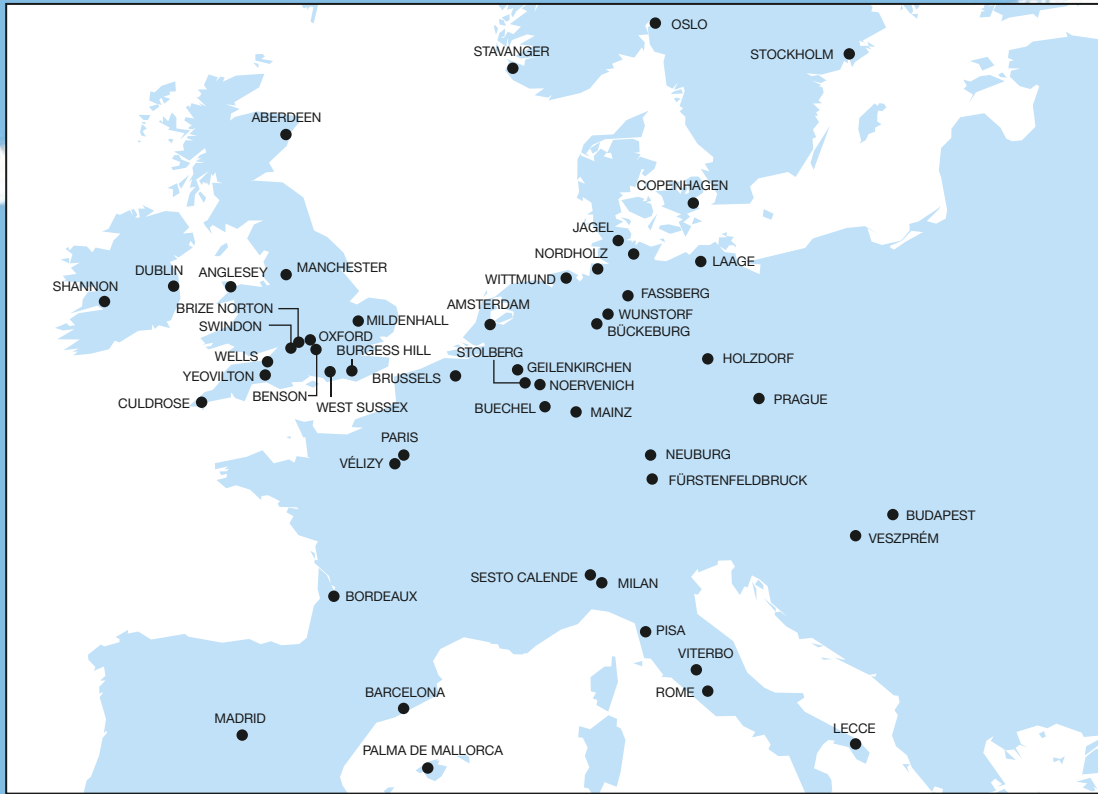 OSLO
STOCKHOLM
STAVANGER
ABERDEEN
COPENHAGEN
JAGEL
NORDHOLZ
LAAGE
DUBLIN
ANGLESEY
MANCHESTER
WITTMUND
SHANNON
FASSBERG
BRIZE NORTON
AMSTERDAM
WUNSTORF
MILDENHALL
SWINDON
BÜCKEBURG
OXFORD
BURGESS HILL
STOLBERG
WELLS
HOLZDORF
GEILENKIRCHEN
YEOVILTON
BRUSSELS
NOERVENICH
BENSON
CULDROSE
WEST SUSSEX
BUECHEL
MAINZ
PRAGUE
PARIS
VÉLIZY
NEUBURG
FÜRSTENFELDBRUCK
BUDAPEST
VESZPRÉM
SESTO CALENDE
MILAN
BORDEAUX
PISA
VITERBO
ROME
BARCELONA
MADRID
LECCE
PALMA DE MALLORCA